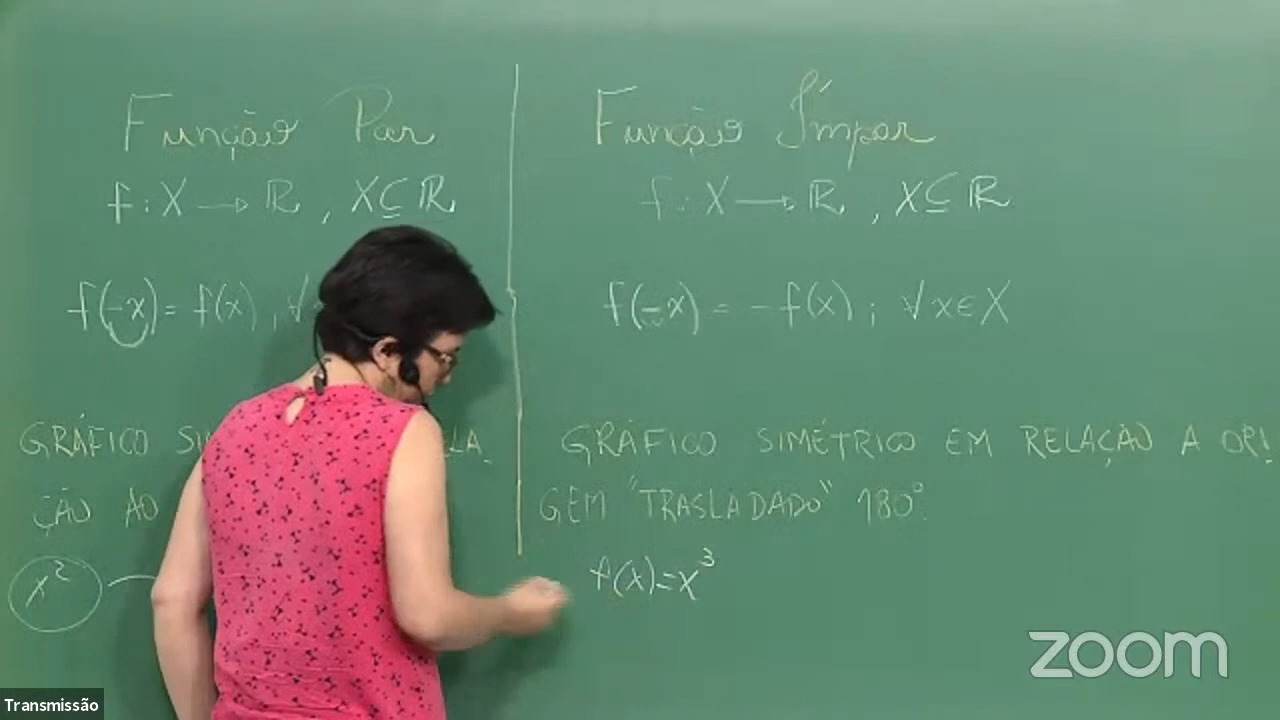 Função Par
f : X → ℝ , X ⊆ ℝ
f(-x) = f(x) ; ∀
GRÁFICO
ÇÃO AO
x²
Função Ímpar
f : X → ℝ , X ⊆ ℝ
f(-x) = -f(x) ; ∀ x ∈ X
GRÁFICO SIMÉTRICO EM RELAÇÃO A ORI
GEM "TRASLADADO" 180°.
f(x)=x³
zoom
Transmissão